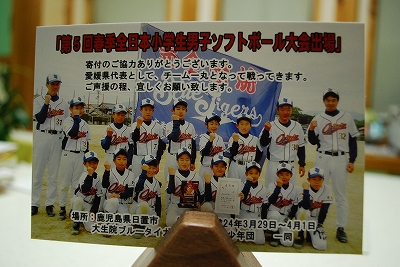 「第5回春季全日本小学生男子ソフトボール大会出場」
寄付のご協力ありがとうございます。
愛媛県代表として、チーム一丸となって戦ってきます。
ご声援の程、宜しくお願い致します。
Tigers
場所：鹿児島県日置市
24年3月29日~4月1日
大生院ブルータイ
少年団 一同